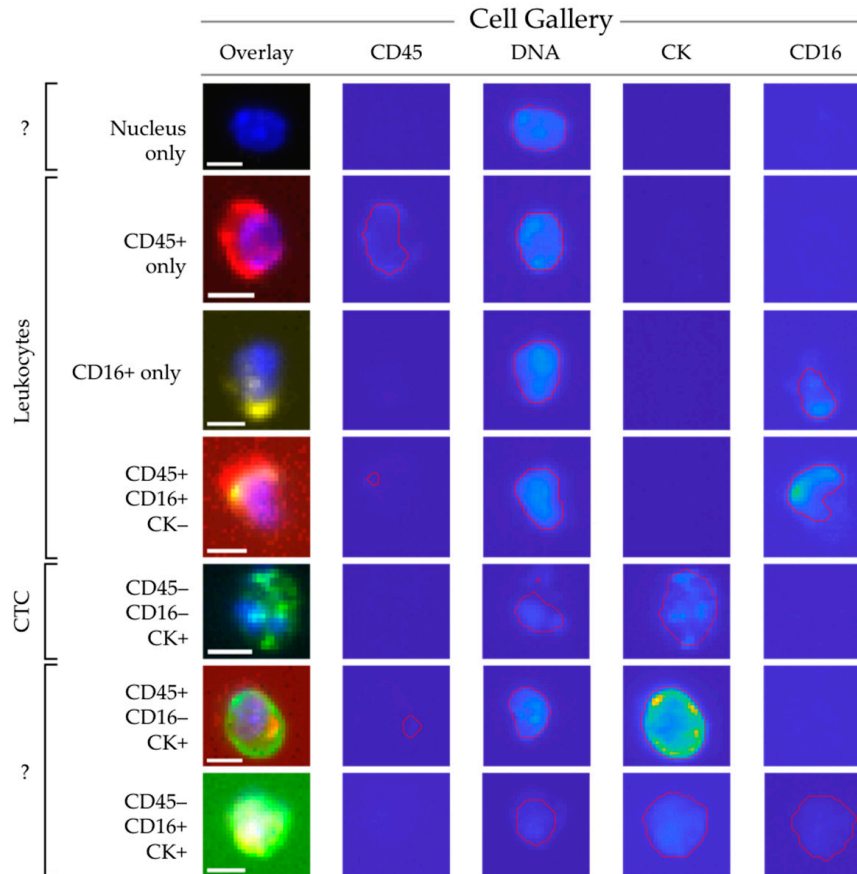 Cell Gallery
Overlay CD45 DNA CK CD16
?
Nucleus
only
Leukocytes
CD45+
only
CD16+ only
CD45+
CD16+
CK–
CTC
CD45–
CD16–
CK+
?
CD45+
CD16–
CK+
CD45–
CD16+
CK+